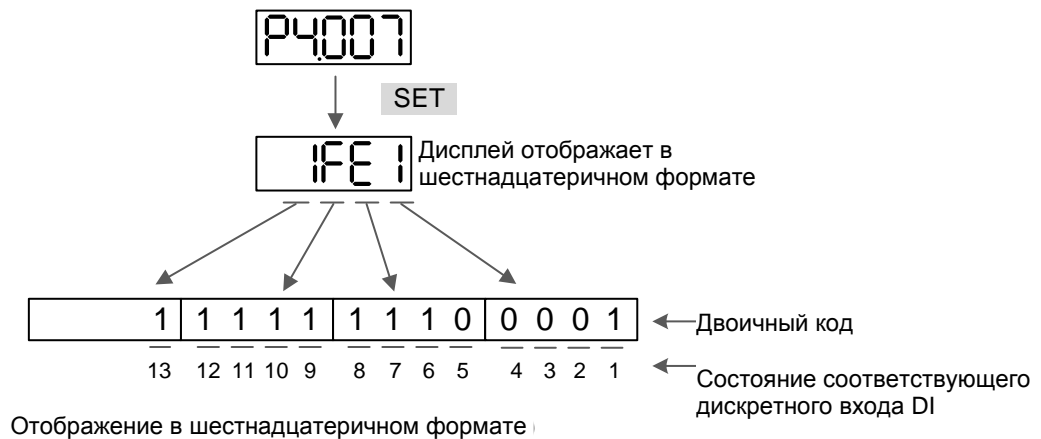 P4.007
SET
1FE1
Дисплей отображает в
шестнадцатеричном формате
1 1 1 1 1 1 1 1 0 0 0 0 1
Двоичный код
13 12 11 10 9 8 7 6 5 4 3 2 1
Состояние соответствующего
дискретного входа DI
Отображение в шестнадцатеричном формате